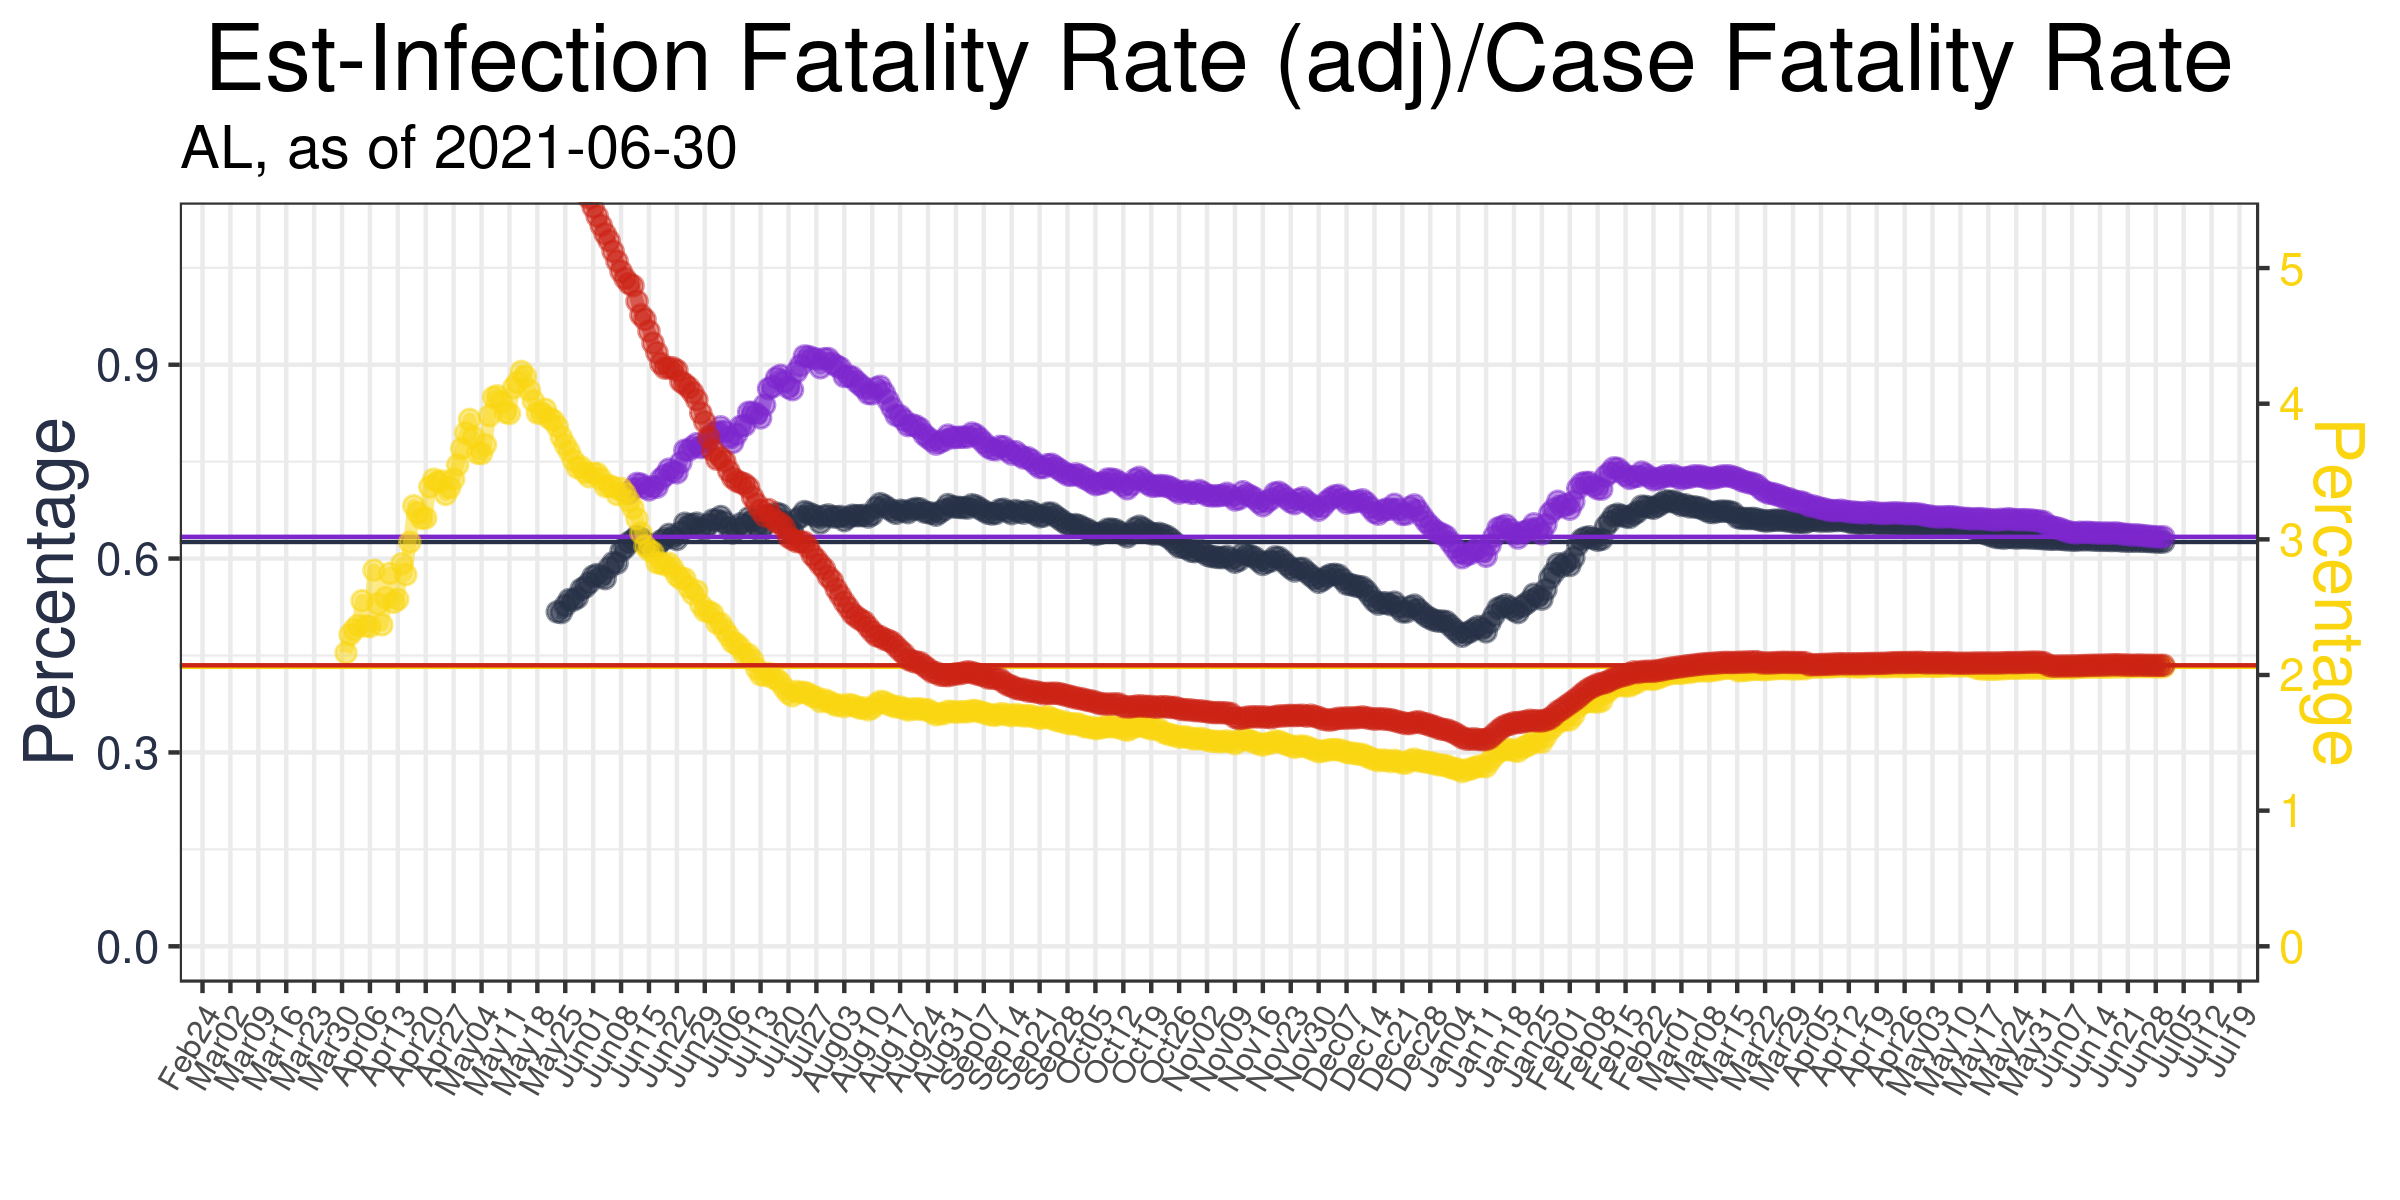 Est-Infection Fatality Rate (adj)/Case Fatality Rate
AL, as of 2021-06-30
Percentage
0.9
0.6
0.3
0.0
5
4
3
2
1
0
Percentage
Feb24
Mar02
Mar09
Mar16
Mar23
Mar30
Apr06
Apr13
Apr20
Apr27
May04
May11
May18
May25
Jun01
Jun08
Jun15
Jun22
Jun29
Jul06
Jul13
Jul20
Jul27
Aug03
Aug10
Aug17
Aug24
Aug31
Sep07
Sep14
Sep21
Sep28
Oct05
Oct12
Oct19
Oct26
Nov02
Nov09
Nov16
Nov23
Nov30
Dec07
Dec14
Dec21
Dec28
Jan04
Jan11
Jan18
Jan25
Feb01
Feb08
Feb15
Feb22
Mar01
Mar08
Mar15
Mar22
Mar29
Apr05
Apr12
Apr19
Apr26
May03
May10
May17
May24
May31
Jun07
Jun14
Jun21
Jun28
Jul05
Jul12
Jul19